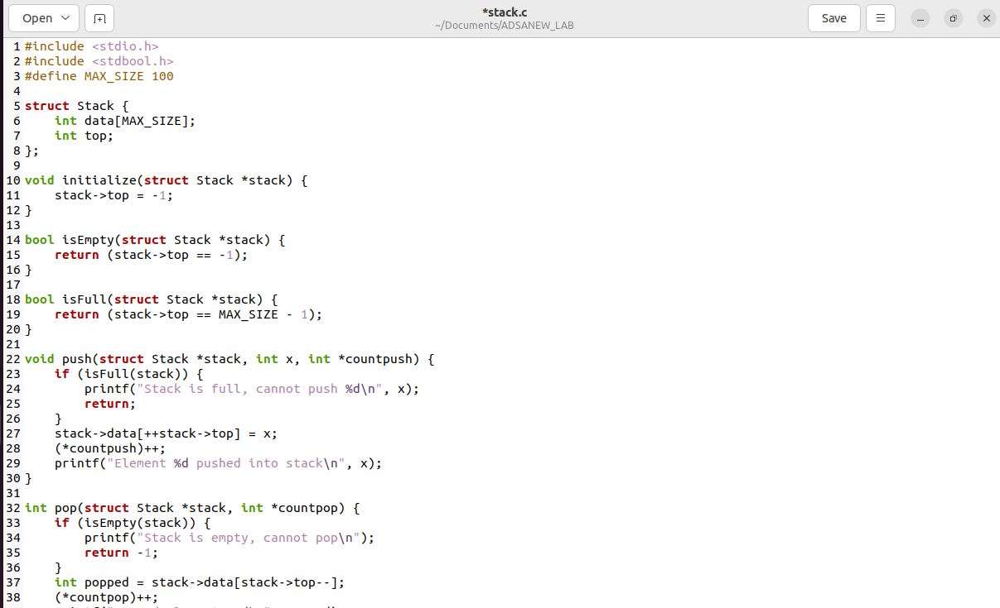 Open
*stack.c
~/Documents/ADSANEW_LAB
Save
1 #include <stdio.h>
2 #include <stdbool.h>
3 #define MAX_SIZE 100
4
5 struct Stack {
6     int data[MAX_SIZE];
7     int top;
8 };
9
10 void initialize(struct Stack *stack) {
11     stack->top = -1;
12 }
13
14 bool isEmpty(struct Stack *stack) {
15     return (stack->top == -1);
16 }
17
18 bool isFull(struct Stack *stack) {
19     return (stack->top == MAX_SIZE - 1);
20 }
21
22 void push(struct Stack *stack, int x, int *countpush) {
23     if (isFull(stack)) {
24         printf("Stack is full, cannot push %d\n", x);
25         return;
26     }
27     stack->data[++stack->top] = x;
28     (*countpush)++;
29     printf("Element %d pushed into stack\n", x);
30 }
31
32 int pop(struct Stack *stack, int *countpop) {
33     if (isEmpty(stack)) {
34         printf("Stack is empty, cannot pop\n");
35         return -1;
36     }
37     int popped = stack->data[stack->top--];
38     (*countpop)++;